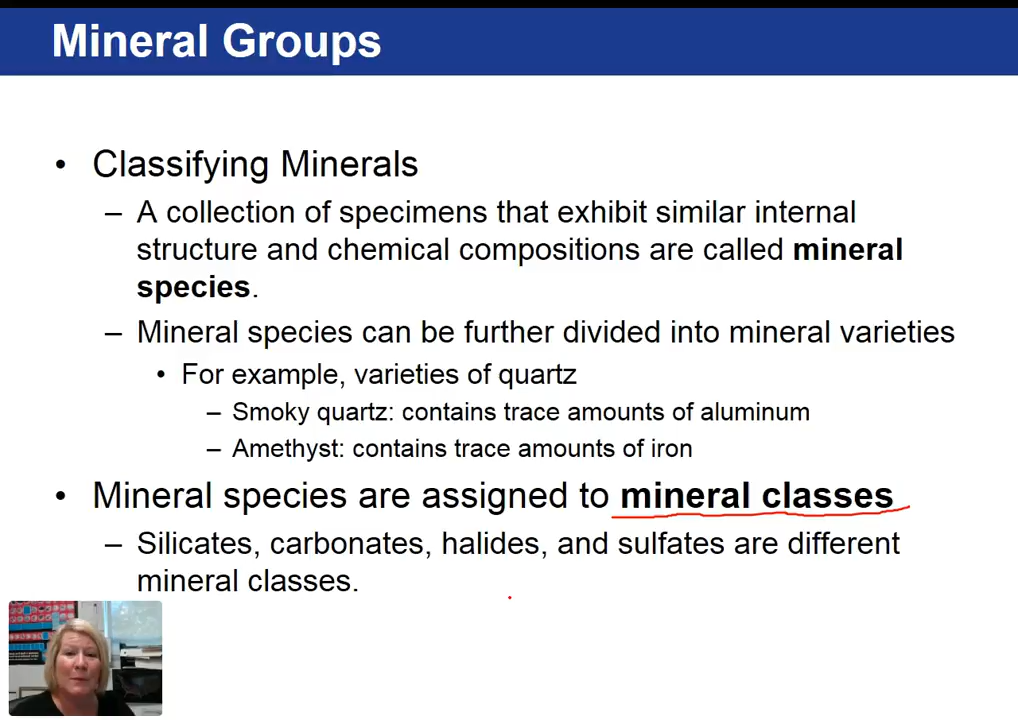 Mineral Groups
• Classifying Minerals
– A collection of specimens that exhibit similar internal
structure and chemical compositions are called mineral
species.
– Mineral species can be further divided into mineral varieties
• For example, varieties of quartz
– Smoky quartz: contains trace amounts of aluminum
– Amethyst: contains trace amounts of iron
• Mineral species are assigned to mineral classes
– Silicates, carbonates, halides, and sulfates are different
mineral classes.